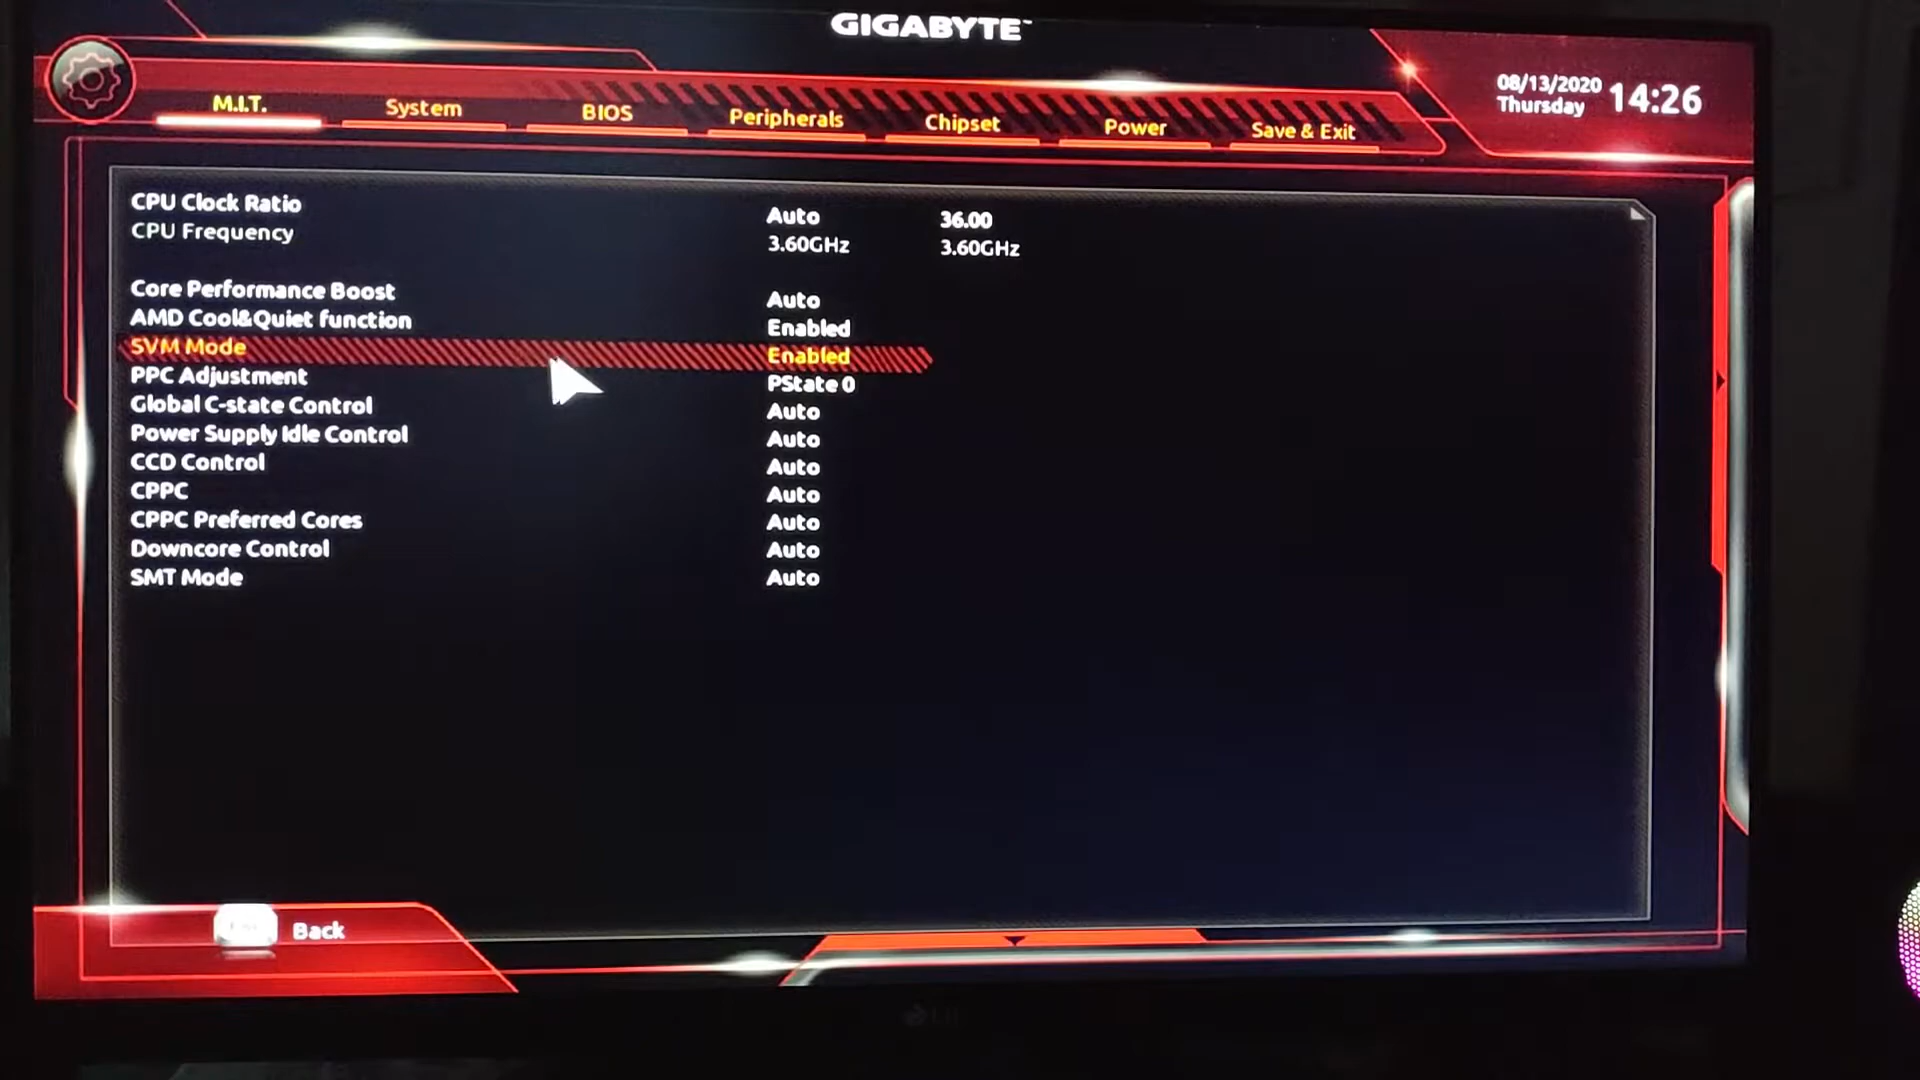 GIGABYTE™
08/13/2020
Thursday 14:26
M.I.T. System BIOS Peripherals Chipset Power Save & Exit
CPU Clock Ratio Auto 36.00
CPU Frequency 3.60GHz 3.60GHz
Core Performance Boost Auto
AMD Cool&Quiet function Enabled
SVM Mode Enabled
PPC Adjustment PState 0
Global C-state Control Auto
Power Supply Idle Control Auto
CCD Control Auto
CPPC Auto
CPPC Preferred Cores Auto
Downcore Control Auto
SMT Mode Auto
Back